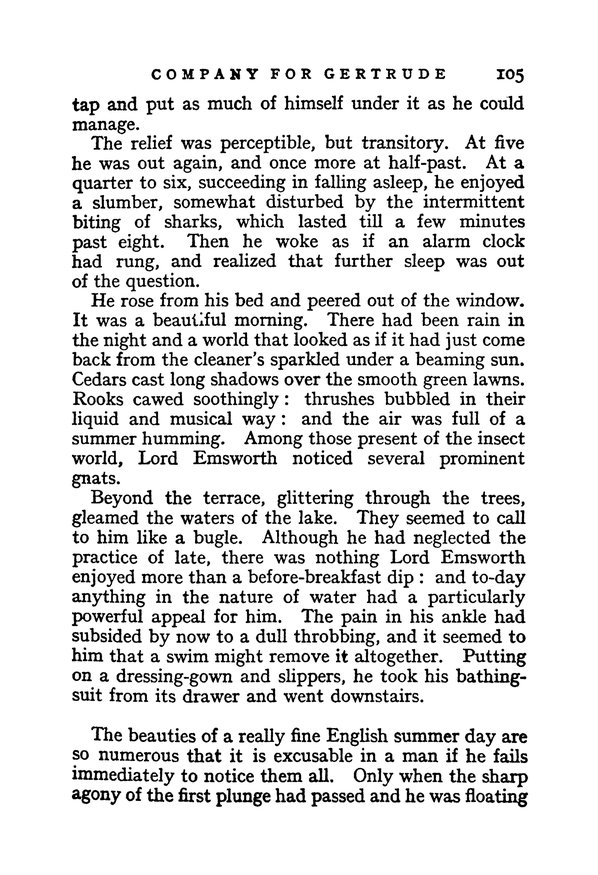 COMPANY FOR GERTRUDE 105
tap and put as much of himself under it as he could
manage.
The relief was perceptible, but transitory. At five
he was out again, and once more at half-past. At a
quarter to six, succeeding in falling asleep, he enjoyed
a slumber, somewhat disturbed by the intermittent
biting of sharks, which lasted till a few minutes
past eight. Then he woke as if an alarm clock
had rung, and realized that further sleep was out
of the question.
He rose from his bed and peered out of the window.
It was a beautiful morning. There had been rain in
the night and a world that looked as if it had just come
back from the cleaner's sparkled under a beaming sun.
Cedars cast long shadows over the smooth green lawns.
Rooks cawed soothingly : thrushes bubbled in their
liquid and musical way : and the air was full of a
summer humming. Among those present of the insect
world, Lord Emsworth noticed several prominent
gnats.
Beyond the terrace, glittering through the trees,
gleamed the waters of the lake. They seemed to call
to him like a bugle. Although he had neglected the
practice of late, there was nothing Lord Emsworth
enjoyed more than a before-breakfast dip : and to-day
anything in the nature of water had a particularly
powerful appeal for him. The pain in his ankle had
subsided by now to a dull throbbing, and it seemed to
him that a swim might remove it altogether. Putting
on a dressing-gown and slippers, he took his bathing-
suit from its drawer and went downstairs.
The beauties of a really fine English summer day are
so numerous that it is excusable in a man if he fails
immediately to notice them all. Only when the sharp
agony of the first plunge had passed and he was floating